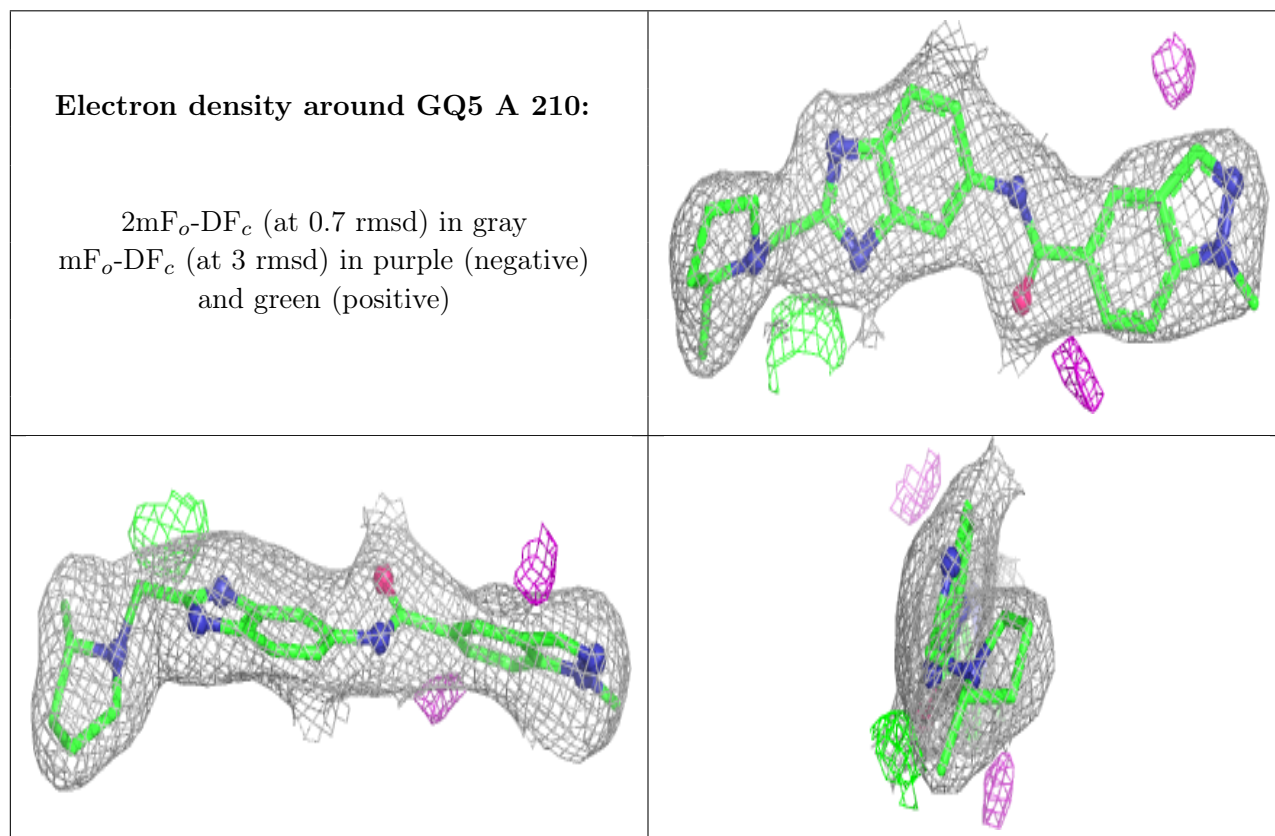 Electron density around GQ5 A 210:
2mFo-DFc (at 0.7 rmsd) in gray
mFo-DFc (at 3 rmsd) in purple (negative)
and green (positive)